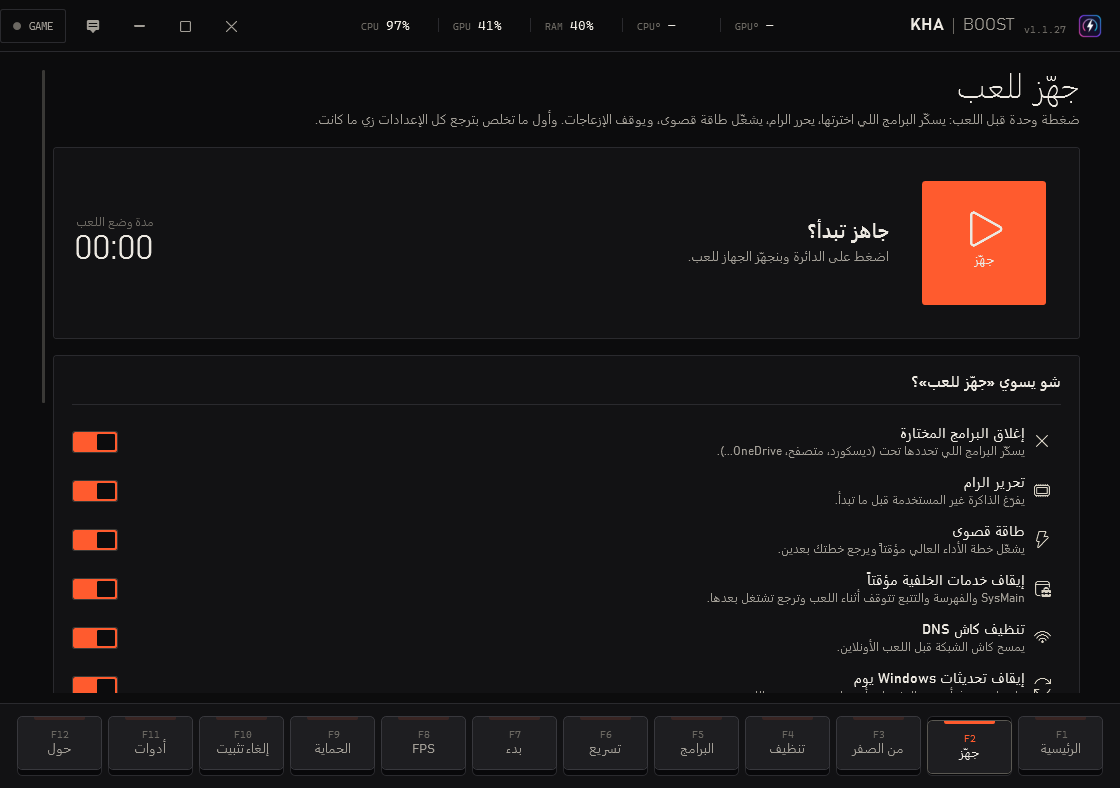 KHA | BOOST v1.1.27
CPU 97%
GPU 41%
RAM 40%
CPU° —
GPU° —
GAME
جهّز للعب
ضغطة وحدة قبل اللعب: يسكّر البرامج اللي اخترتها، يحرر الرام، يشغّل طاقة قصوى، ويوقف الإزعاجات. وأول ما تخلص بترجع كل الإعدادات زي ما كانت.
جهّز
جاهز تبدأ؟
اضغط على الدائرة وبنجهّز الجهاز للعب.
مدة وضع اللعب
00:00
شو يسوي «جهّز للعب»؟
إغلاق البرامج المختارة
يسكّر البرامج اللي تحددها تحت (ديسكورد، متصفح، OneDrive…).
تحرير الرام
يفرّغ الذاكرة غير المستخدمة قبل ما تبدأ.
طاقة قصوى
يشغّل خطة الأداء العالي مؤقتاً ويرجع خطتك بعدين.
إيقاف خدمات الخلفية مؤقتاً
SysMain والفهرسة والتتبع تتوقف أثناء اللعب وترجع تشتغل بعدها.
تنظيف كاش DNS
يمسح كاش الشبكة قبل اللعب الأونلاين.
إيقاف تحديثات Windows يوم
F1 الرئيسية
F2 جهّز
F3 من الصفر
F4 تنظيف
F5 البرامج
F6 تسريع
F7 بدء
F8 FPS
F9 الحماية
F10 إلغاء تثبيت
F11 أدوات
F12 حول